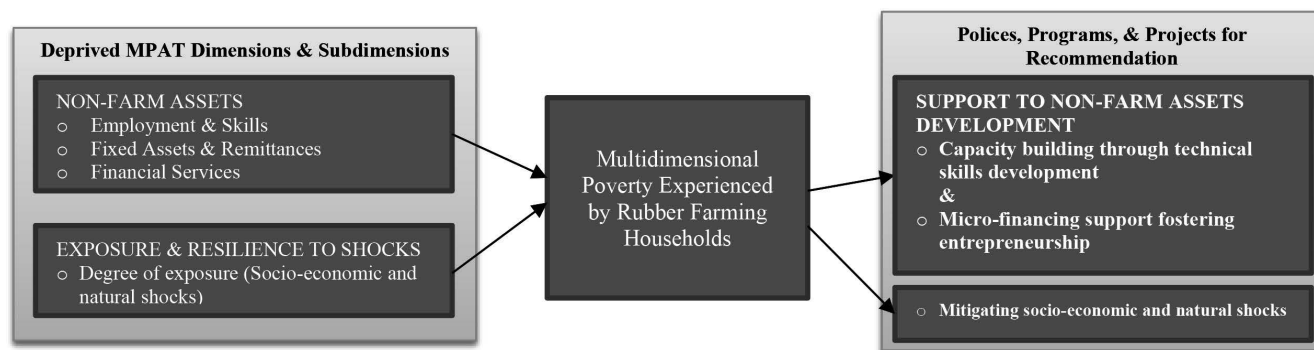 Deprived MPAT Dimensions & Subdimensions
NON-FARM ASSETS
o Employment & Skills
o Fixed Assets & Remittances
o Financial Services
EXPOSURE & RESILIENCE TO SHOCKS
o Degree of exposure (Socio-economic and
natural shocks)
Multidimensional
Poverty Experienced
by Rubber Farming
Households
Polices, Programs, & Projects for
Recommendation
SUPPORT TO NON-FARM ASSETS
DEVELOPMENT
o Capacity building through technical
skills development
&
o Micro-financing support fostering
entrepreneurship
o Mitigating socio-economic and natural shocks